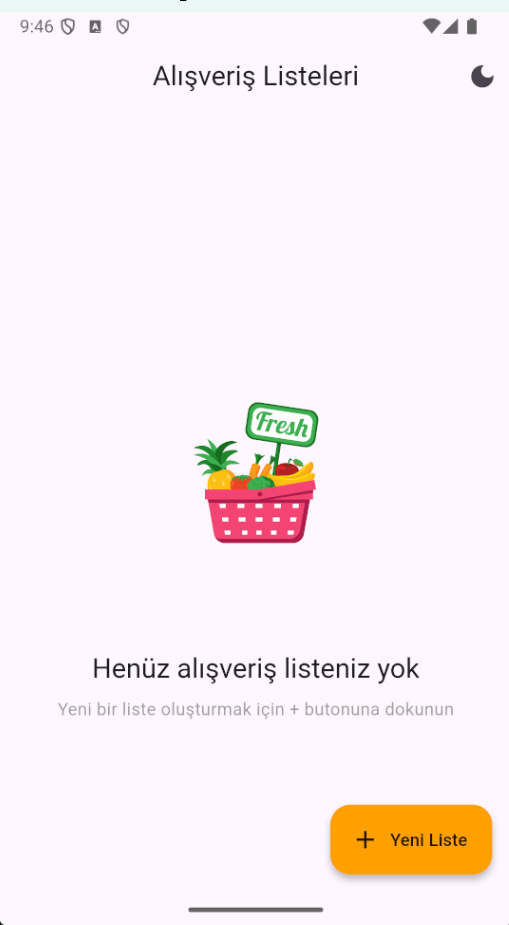 9:46
Alışveriş Listeleri
Fresh
Henüz alışveriş listeniz yok
Yeni bir liste oluşturmak için + butonuna dokunun
+ Yeni Liste